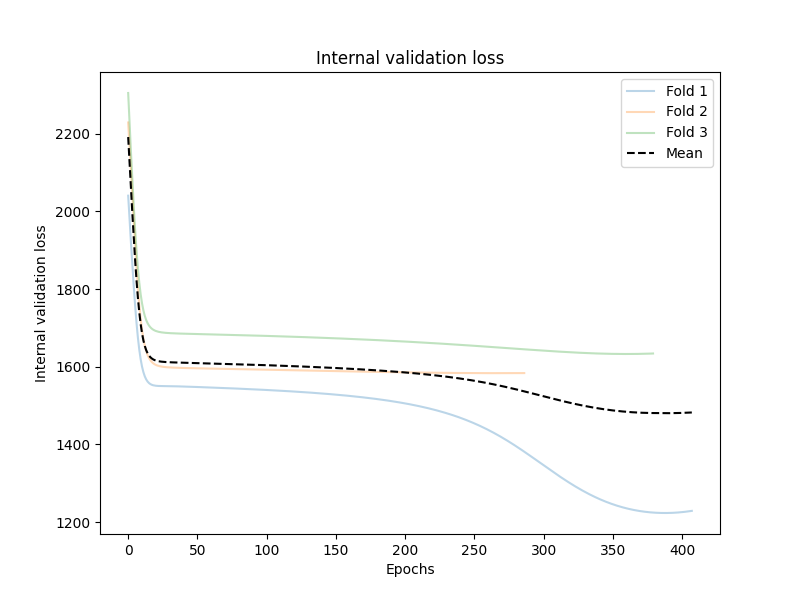 Internal validation loss
Fold 1
Fold 2
Fold 3
Mean
Internal validation loss
2200
2000
1800
1600
1400
1200
0 50 100 150 200 250 300 350 400
Epochs